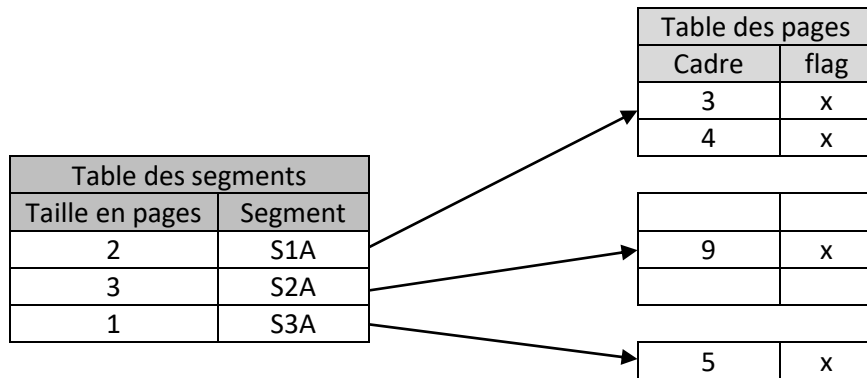 Table des pages
Cadre flag
3 x
4 x
Table des segments
Taille en pages Segment
2 S1A
3 S2A
1 S3A
9 x
5 x